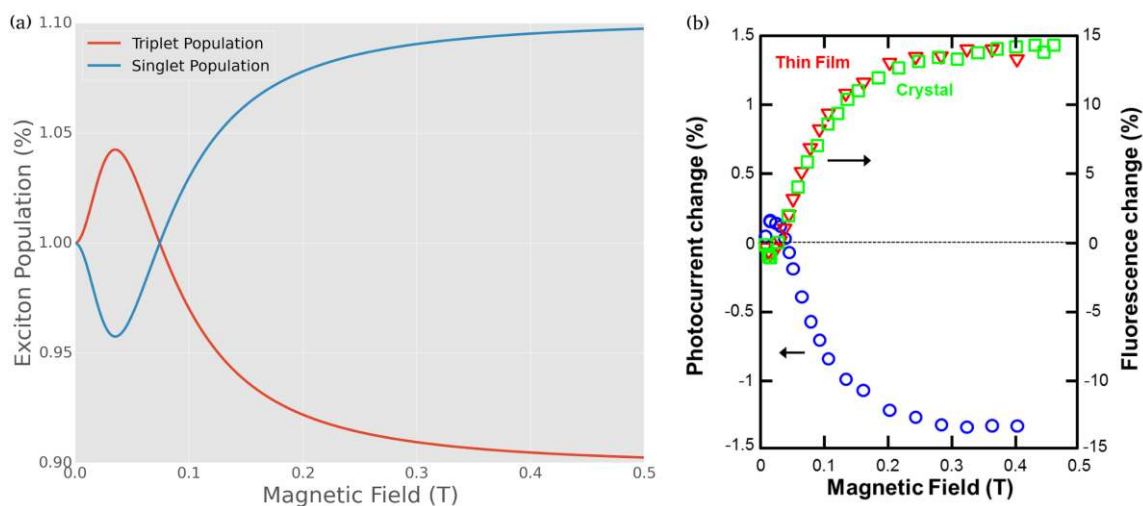 (a)
Triplet Population
Singlet Population
Exciton Population (%)
1.10
1.05
1.00
0.95
0.90
0.0
0.1
0.2
0.3
0.4
0.5
Magnetic Field (T)
(b)
Thin Film
Crystal
Photocurrent change (%)
1.5
1
0.5
0
-0.5
-1
-1.5
Fluorescence change (%)
15
10
5
0
-5
-10
-15
0
0.1
0.2
0.3
0.4
0.5
Magnetic Field (T)